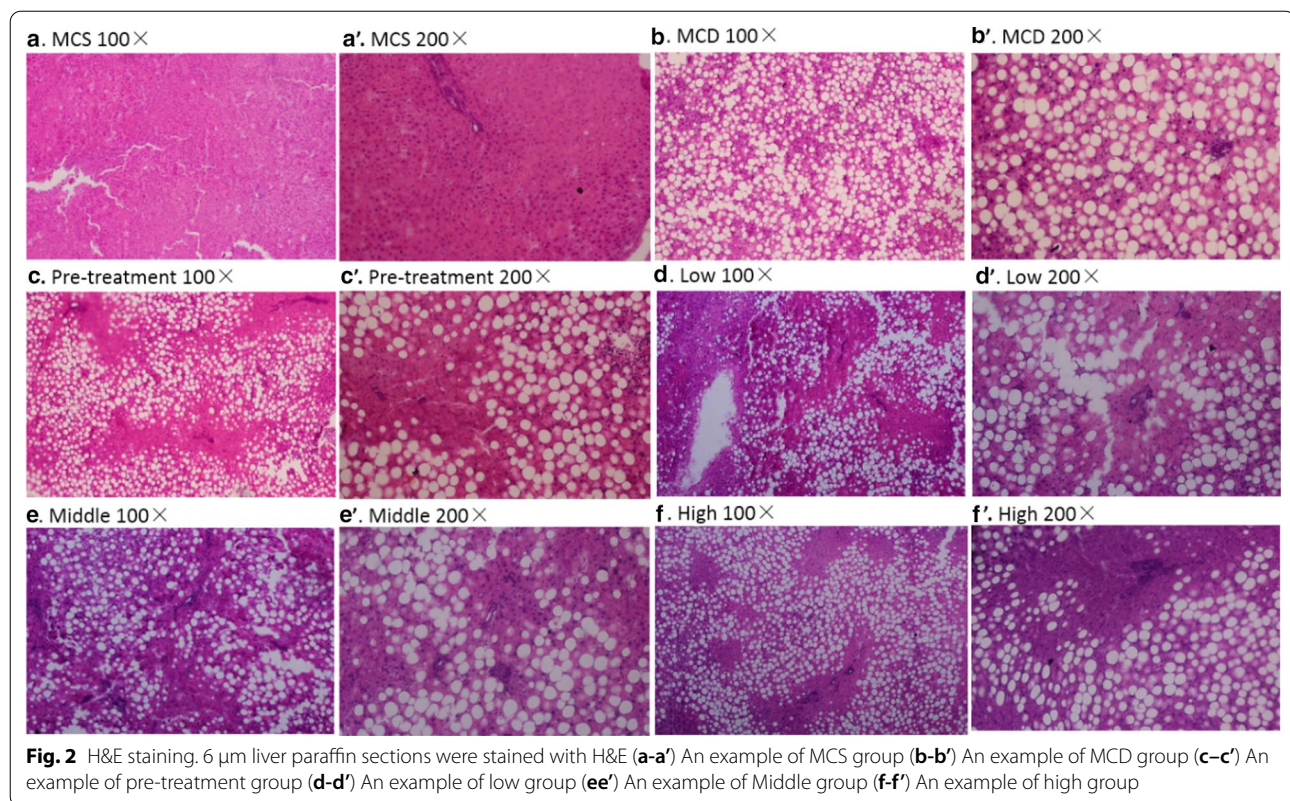 a. MCS 100×
a'. MCS 200×
b. MCD 100×
b'. MCD 200×
c. Pre-treatment 100×
c'. Pre-treatment 200×
d. Low 100×
d'. Low 200×
e. Middle 100×
e'. Middle 200×
f. High 100×
f'. High 200×
Fig. 2 H&E staining. 6 μm liver paraffin sections were stained with H&E (a-a') An example of MCS group (b-b') An example of MCD group (c–c') An
example of pre-treatment group (d-d') An example of low group (ee') An example of Middle group (f-f') An example of high group